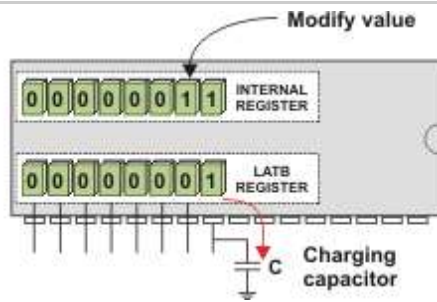 Modify value
0 0 0 0 0 0 1 1
INTERNAL
REGISTER
0 0 0 0 0 0 0 1
LATB
REGISTER
C
Charging
capacitor